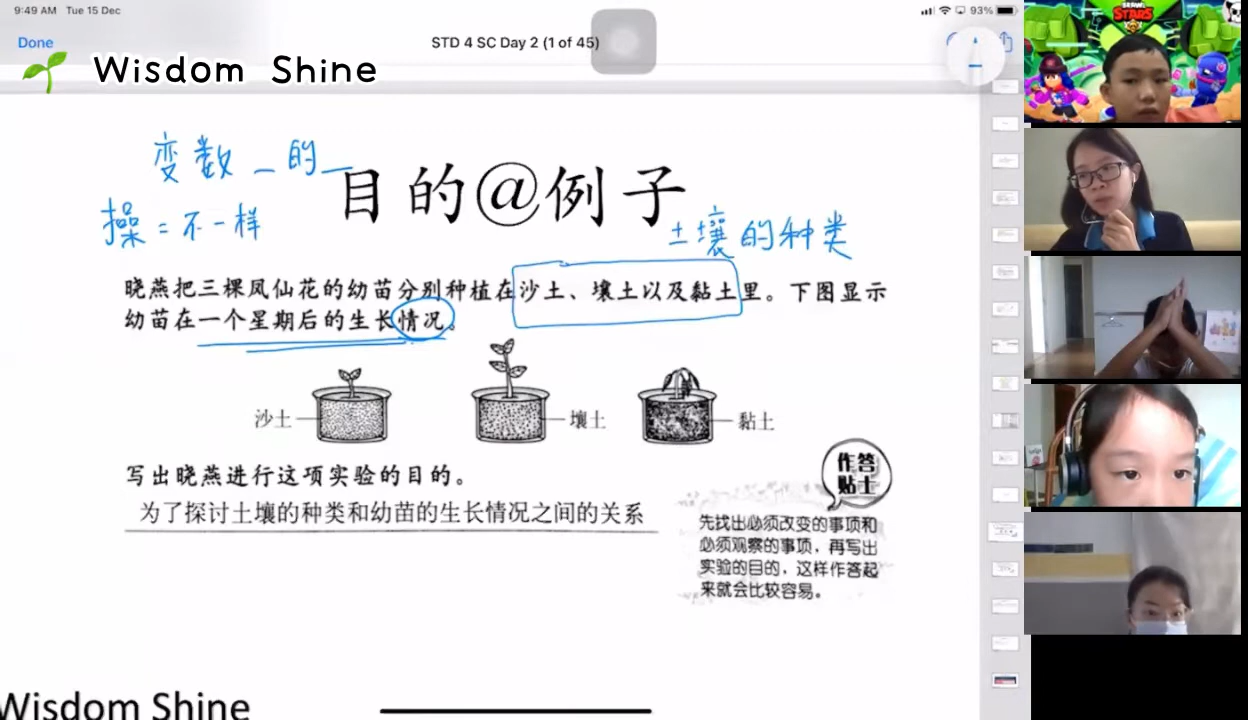 9:49 AM Tue 15 Dec
93%
Done
STD 4 SC Day 2 (1 of 45)
Wisdom Shine
BRAWL STARS
变数 _ 的 _
目的@例子
操 = 不一样
土壤的种类
晓燕把三棵凤仙花的幼苗分别种植在沙土、壤土以及黏土里。下图显示
幼苗在一个星期后的生长情况。
沙土
壤土
黏土
写出晓燕进行这项实验的目的。
为了探讨土壤的种类和幼苗的生长情况之间的关系
作答
贴士
先找出必须改变的事项和
必须观察的事项，再写出
实验的目的，这样作答起
来就会比较容易。
Wisdom Shine